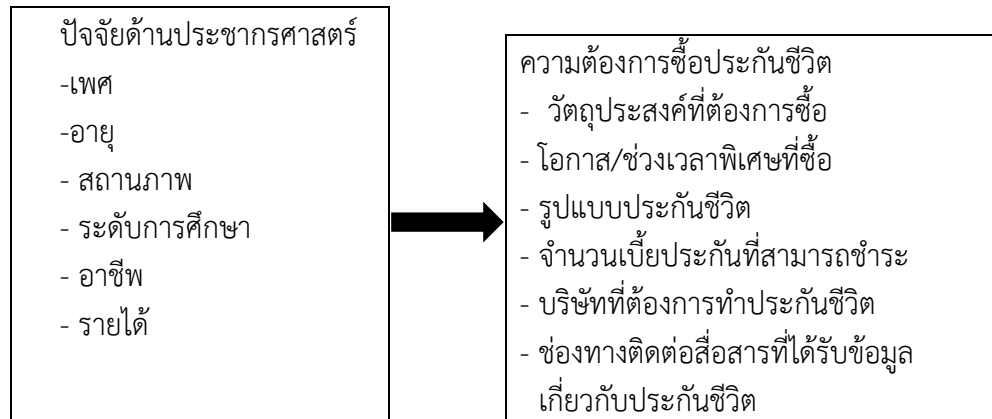 ปัจจัยด้านประชากรศาสตร์
-เพศ
-อายุ
- สถานภาพ
- ระดับการศึกษา
- อาชีพ
- รายได้
ความต้องการซื้อประกันชีวิต
- วัตถุประสงค์ที่ต้องการซื้อ
- โอกาส/ช่วงเวลาพิเศษที่ซื้อ
- รูปแบบประกันชีวิต
- จำนวนเบี้ยประกันที่สามารถชำระ
- บริษัทที่ต้องการทำประกันชีวิต
- ช่องทางติดต่อสื่อสารที่ได้รับข้อมูล
เกี่ยวกับประกันชีวิต